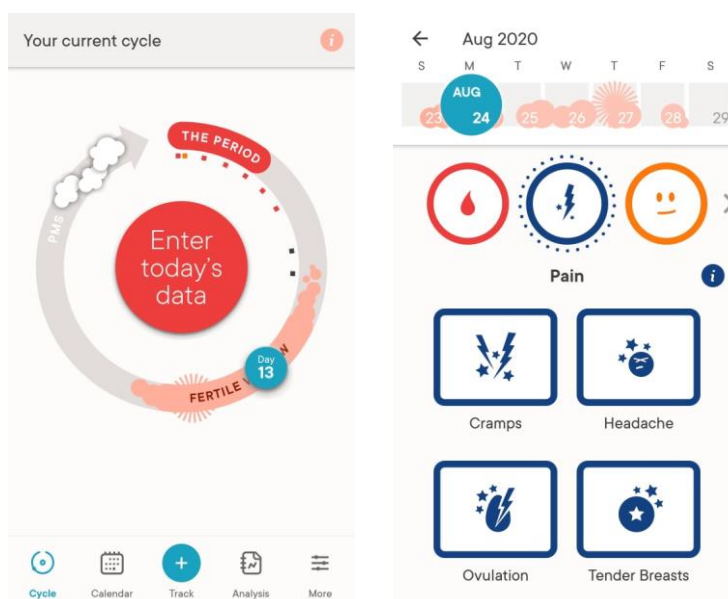 Your current cycle
i
THE PERIOD
PMS
Enter
today's
data
Day
13
FERTILE
Cycle
Calendar
Track
Analysis
More
Aug 2020
S M T W T F S
AUG
23 24 25 26 27 28 29
Pain
i
Cramps
Headache
Ovulation
Tender Breasts